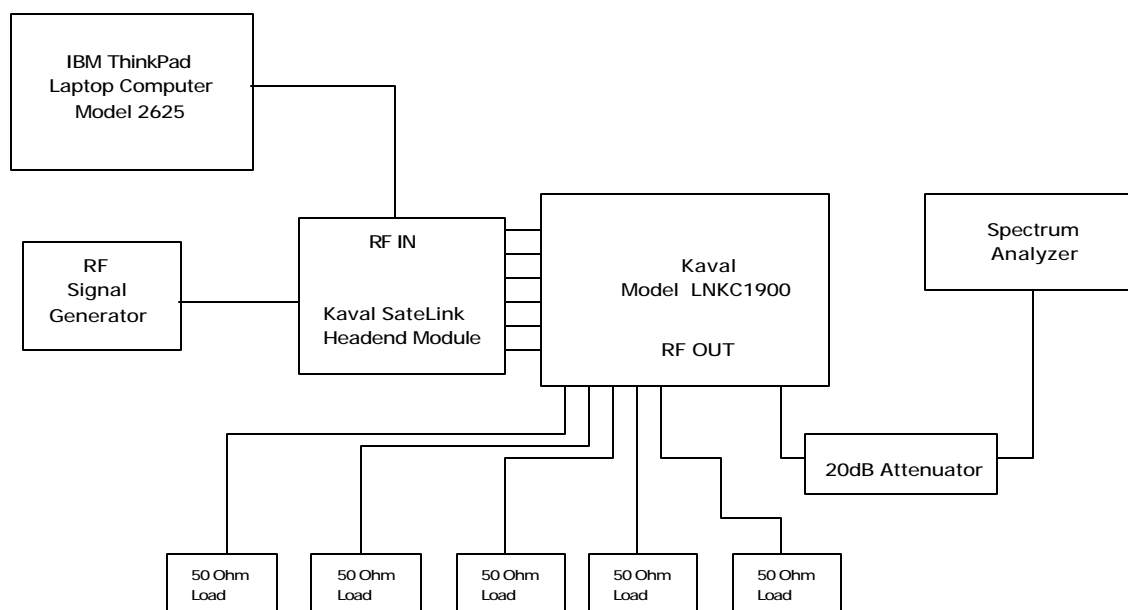 IBM ThinkPad
Laptop Computer
Model 2625
RF IN
Kaval SateLink
Headend Module
RF
Signal
Generator
Kaval
Model LNKC1900
RF OUT
Spectrum
Analyzer
20dB Attenuator
50 Ohm
Load
50 Ohm
Load
50 Ohm
Load
50 Ohm
Load
50 Ohm
Load